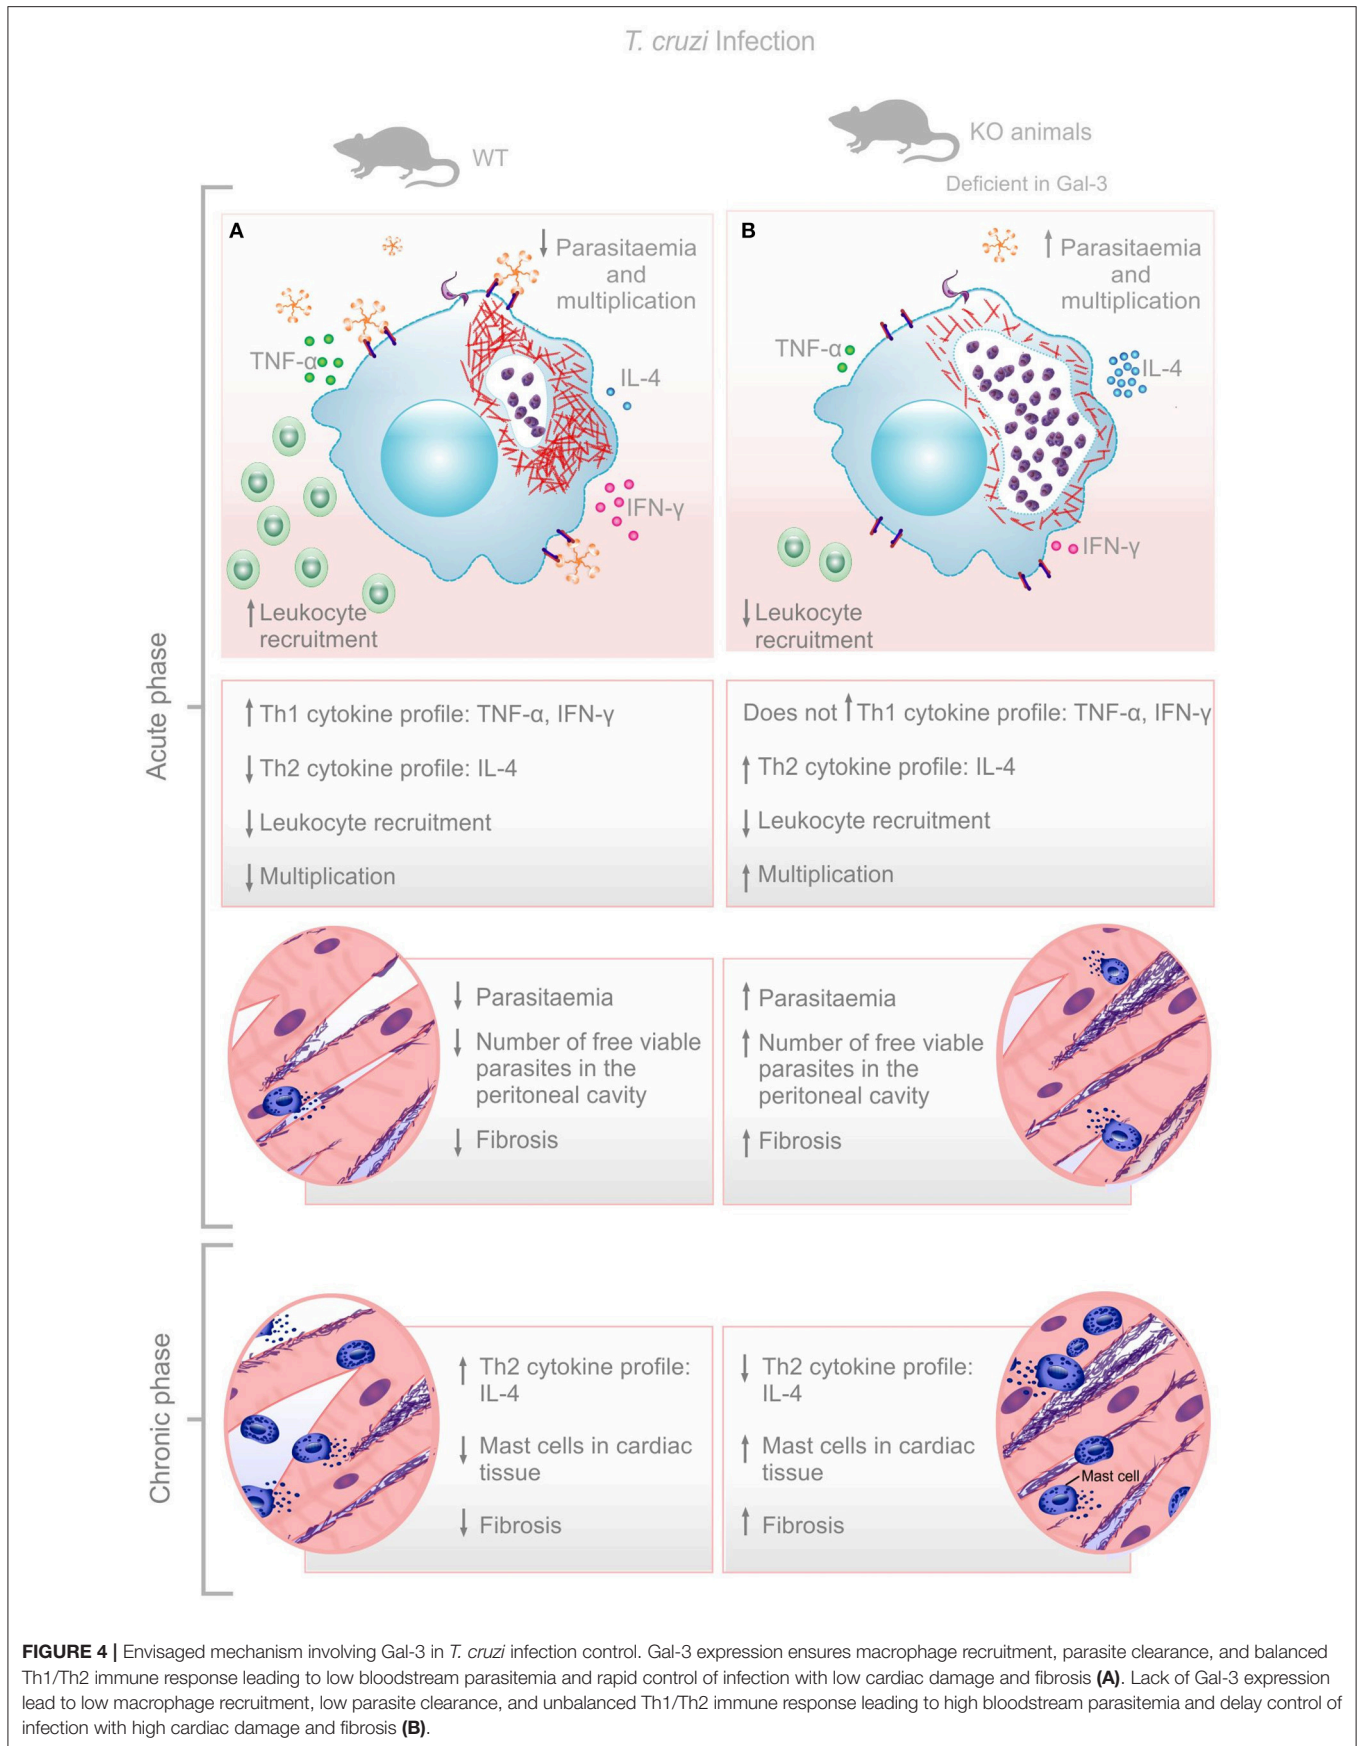 T. cruzi Infection
WT
KO animals
Deficient in Gal-3
Acute phase
A
↓ Parasitaemia
and
multiplication
TNF-α
IL-4
IFN-γ
↑ Leukocyte
recruitment
B
↑ Parasitaemia
and
multiplication
TNF-α
IL-4
IFN-γ
↓ Leukocyte
recruitment
↑ Th1 cytokine profile: TNF-α, IFN-γ
↓ Th2 cytokine profile: IL-4
↓ Leukocyte recruitment
↓ Multiplication
Does not ↑ Th1 cytokine profile: TNF-α, IFN-γ
↑ Th2 cytokine profile: IL-4
↓ Leukocyte recruitment
↑ Multiplication
↓ Parasitaemia
↓ Number of free viable
parasites in the
peritoneal cavity
↓ Fibrosis
↑ Parasitaemia
↑ Number of free viable
parasites in the
peritoneal cavity
↑ Fibrosis
Chronic phase
↑ Th2 cytokine profile:
IL-4
↓ Mast cells in cardiac
tissue
↓ Fibrosis
↓ Th2 cytokine profile:
IL-4
↑ Mast cells in cardiac
tissue
↑ Fibrosis
Mast cell
FIGURE 4 | Envisaged mechanism involving Gal-3 in T. cruzi infection control. Gal-3 expression ensures macrophage recruitment, parasite clearance, and balanced
Th1/Th2 immune response leading to low bloodstream parasitemia and rapid control of infection with low cardiac damage and fibrosis (A). Lack of Gal-3 expression
lead to low macrophage recruitment, low parasite clearance, and unbalanced Th1/Th2 immune response leading to high bloodstream parasitemia and delay control of
infection with high cardiac damage and fibrosis (B).